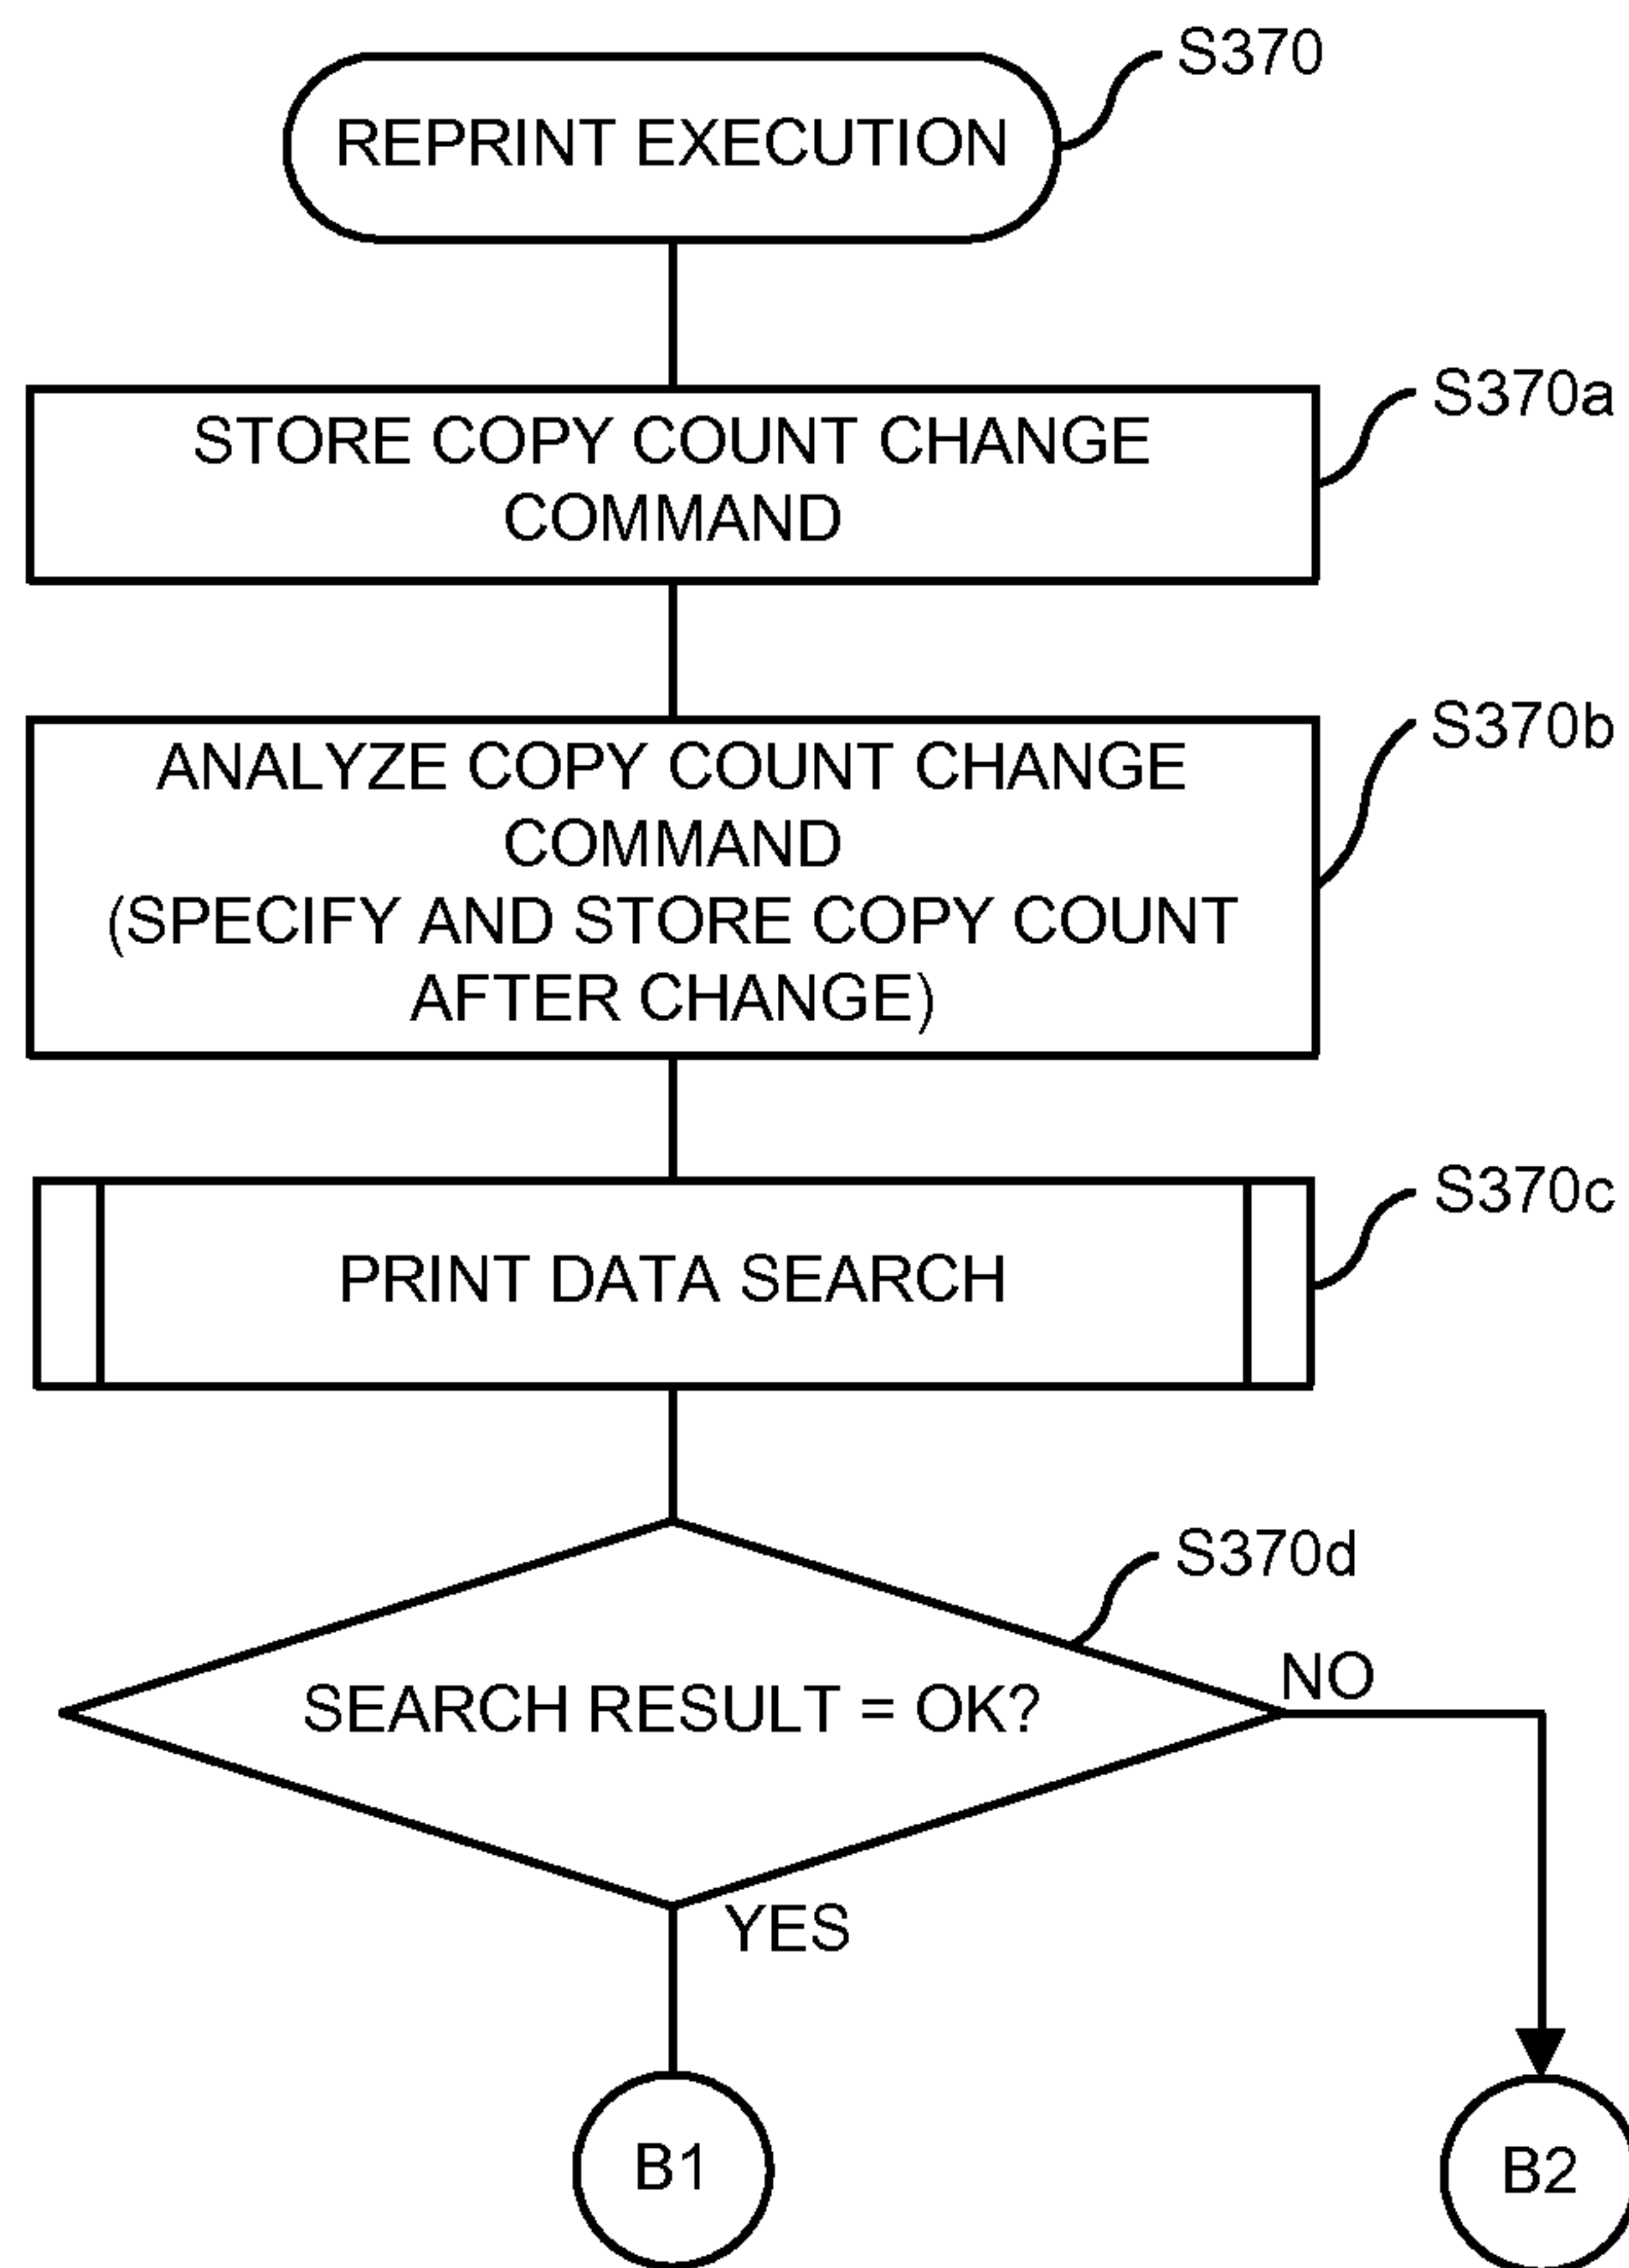 S370
REPRINT EXECUTION
S370a
STORE COPY COUNT CHANGE
COMMAND
S370b
ANALYZE COPY COUNT CHANGE
COMMAND
(SPECIFY AND STORE COPY COUNT
AFTER CHANGE)
S370c
PRINT DATA SEARCH
S370d
NO
SEARCH RESULT = OK?
YES
B1
B2